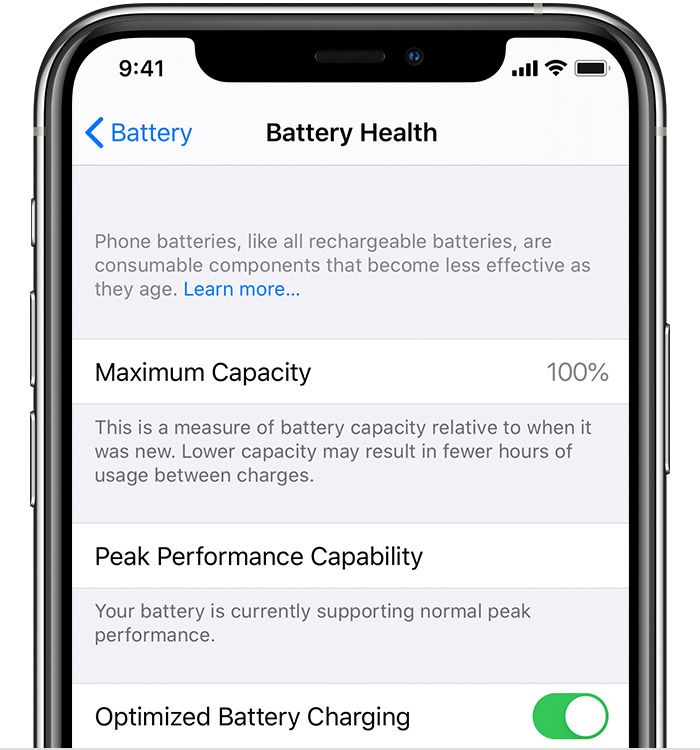 9:41
Battery
Battery Health
Phone batteries, like all rechargeable batteries, are
consumable components that become less effective as
they age. Learn more...
Maximum Capacity
100%
This is a measure of battery capacity relative to when it
was new. Lower capacity may result in fewer hours of
usage between charges.
Peak Performance Capability
Your battery is currently supporting normal peak
performance.
Optimized Battery Charging